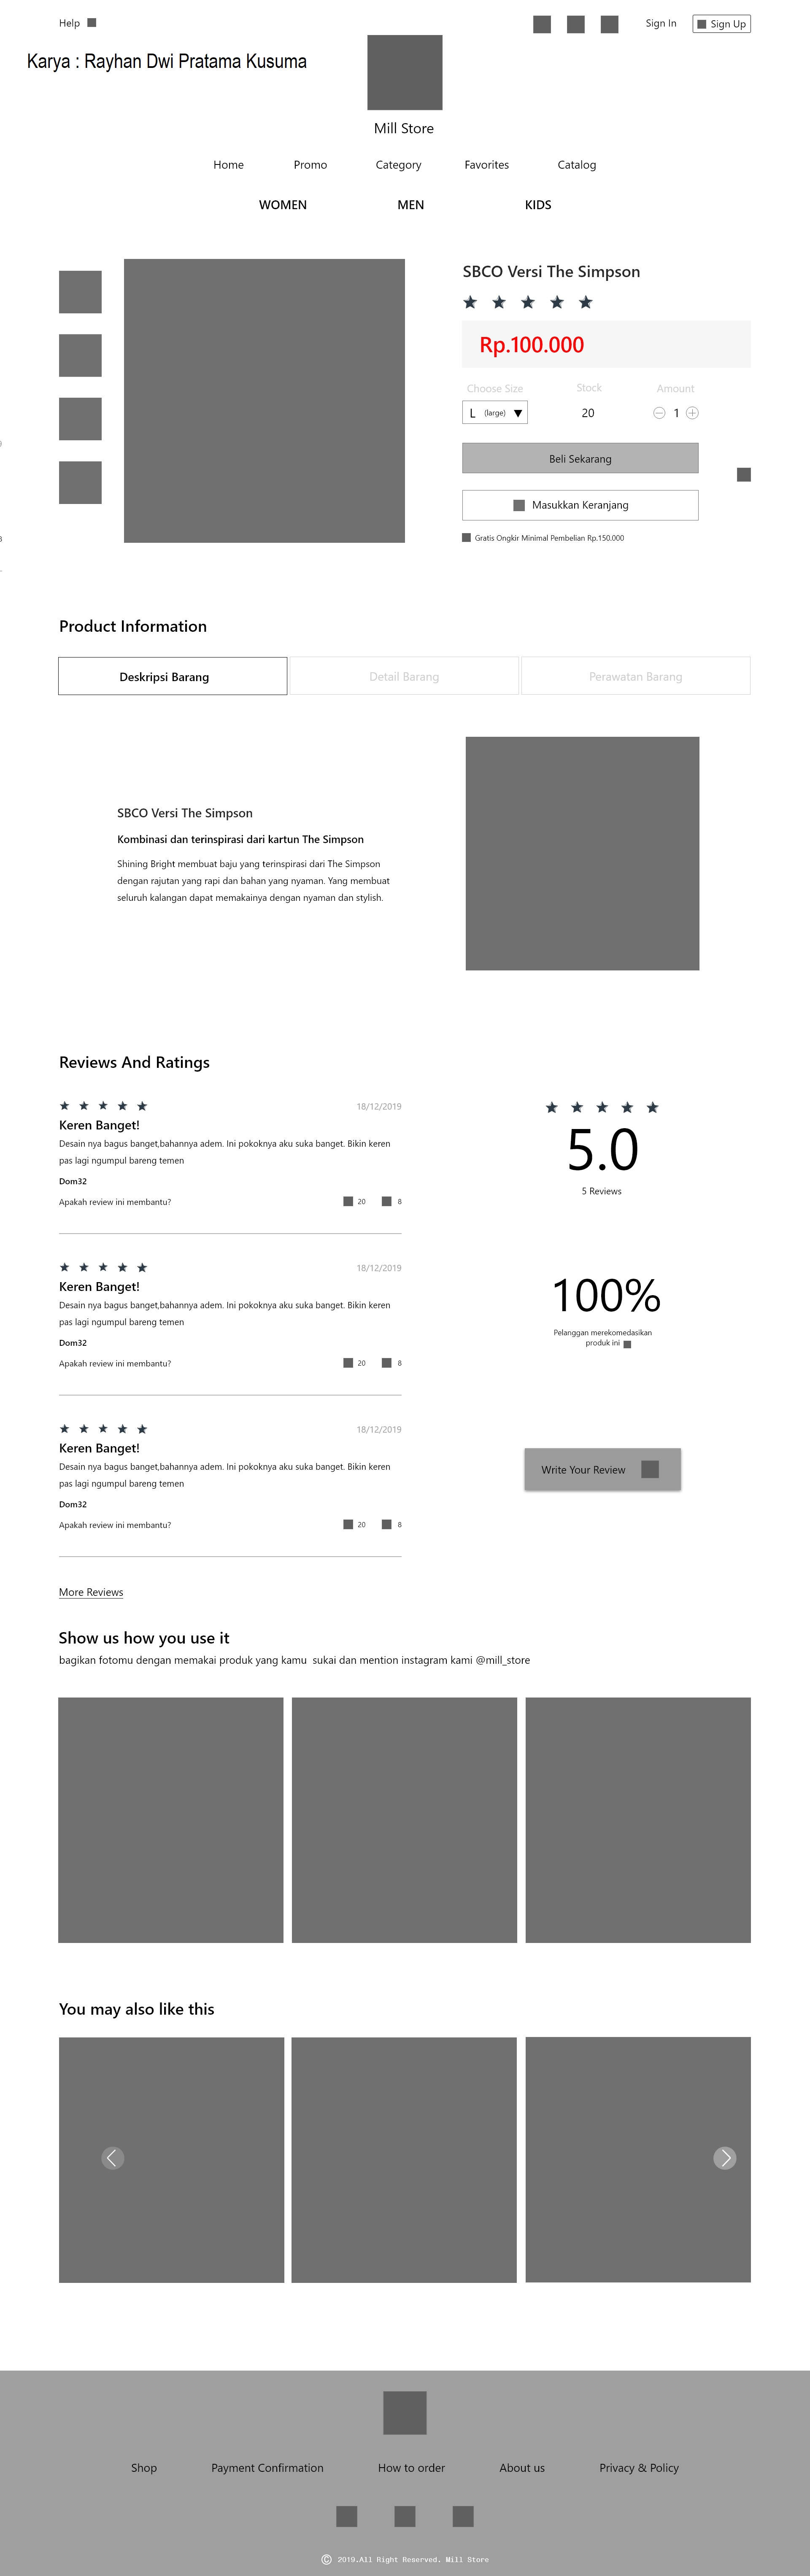 Help
Sign In
Sign Up
Karya : Rayhan Dwi Pratama Kusuma
Mill Store
Home Promo Category Favorites Catalog
WOMEN MEN KIDS
SBCO Versi The Simpson
Rp.100.000
Choose Size Stock Amount
L (large) 20 1
Beli Sekarang
Masukkan Keranjang
Gratis Ongkir Minimal Pembelian Rp.150.000
Product Information
Deskripsi Barang Detail Barang Perawatan Barang
SBCO Versi The Simpson
Kombinasi dan terinspirasi dari kartun The Simpson
Shining Bright membuat baju yang terinspirasi dari The Simpson
dengan rajutan yang rapi dan bahan yang nyaman. Yang membuat
seluruh kalangan dapat memakainya dengan nyaman dan stylish.
Reviews And Ratings
18/12/2019
Keren Banget!
Desain nya bagus banget,bahannya adem. Ini pokoknya aku suka banget. Bikin keren
pas lagi ngumpul bareng temen
Dom32
Apakah review ini membantu? 20 8
18/12/2019
Keren Banget!
Desain nya bagus banget,bahannya adem. Ini pokoknya aku suka banget. Bikin keren
pas lagi ngumpul bareng temen
Dom32
Apakah review ini membantu? 20 8
18/12/2019
Keren Banget!
Desain nya bagus banget,bahannya adem. Ini pokoknya aku suka banget. Bikin keren
pas lagi ngumpul bareng temen
Dom32
Apakah review ini membantu? 20 8
More Reviews
5.0
5 Reviews
100%
Pelanggan merekomedasikan
produk ini
Write Your Review
Show us how you use it
bagikan fotomu dengan memakai produk yang kamu  sukai dan mention instagram kami @mill_store
You may also like this
Shop Payment Confirmation How to order About us Privacy & Policy
© 2019.All Right Reserved. Mill Store